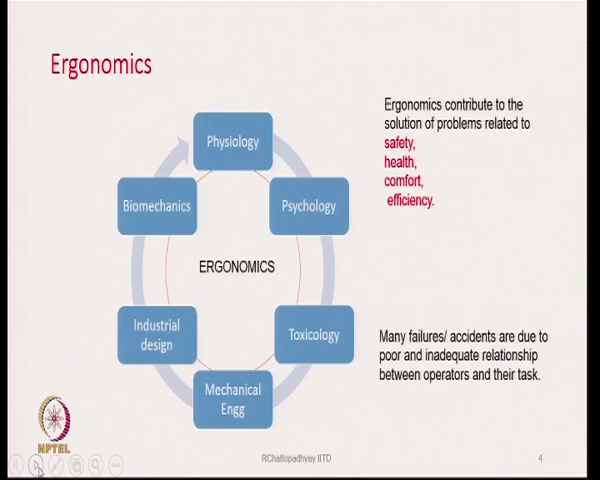 Ergonomics
Physiology
Psychology
Toxicology
Mechanical
Engg
Industrial
design
Biomechanics
ERGONOMICS
Ergonomics contribute to the
solution of problems related to
safety,
health,
comfort,
efficiency.
Many failures/ accidents are due to
poor and inadequate relationship
between operators and their task.
NPTEL
RChattopadhyay IITD
4